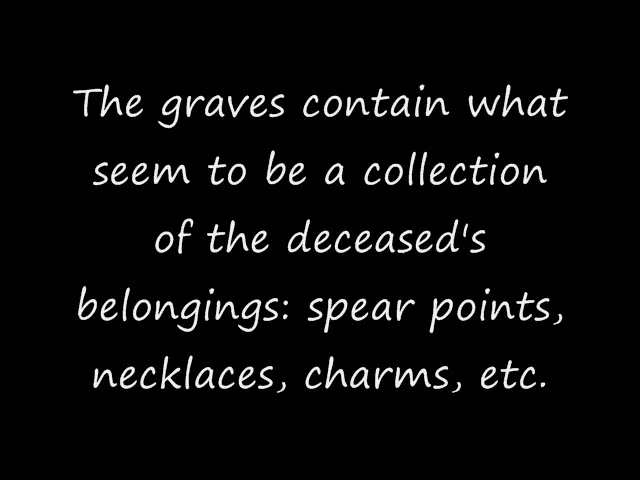 The graves contain what
seem to be a collection
of the deceased's
belongings: spear points,
necklaces, charms, etc.